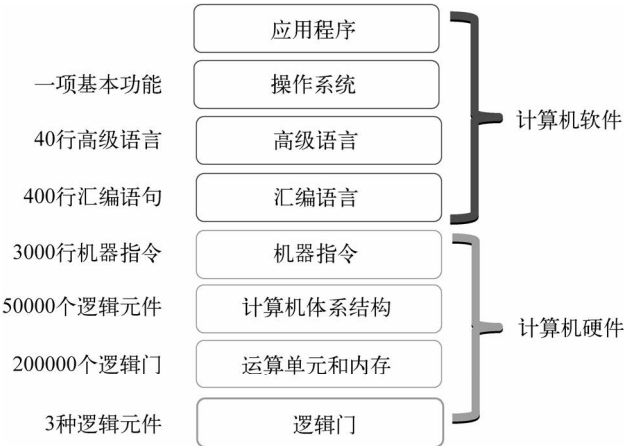 应用程序
一项基本功能 操作系统
40行高级语言 高级语言
计算机软件
400行汇编语句 汇编语言
3000行机器指令 机器指令
50000个逻辑元件 计算机体系结构
计算机硬件
200000个逻辑门 运算单元和内存
3种逻辑元件 逻辑门